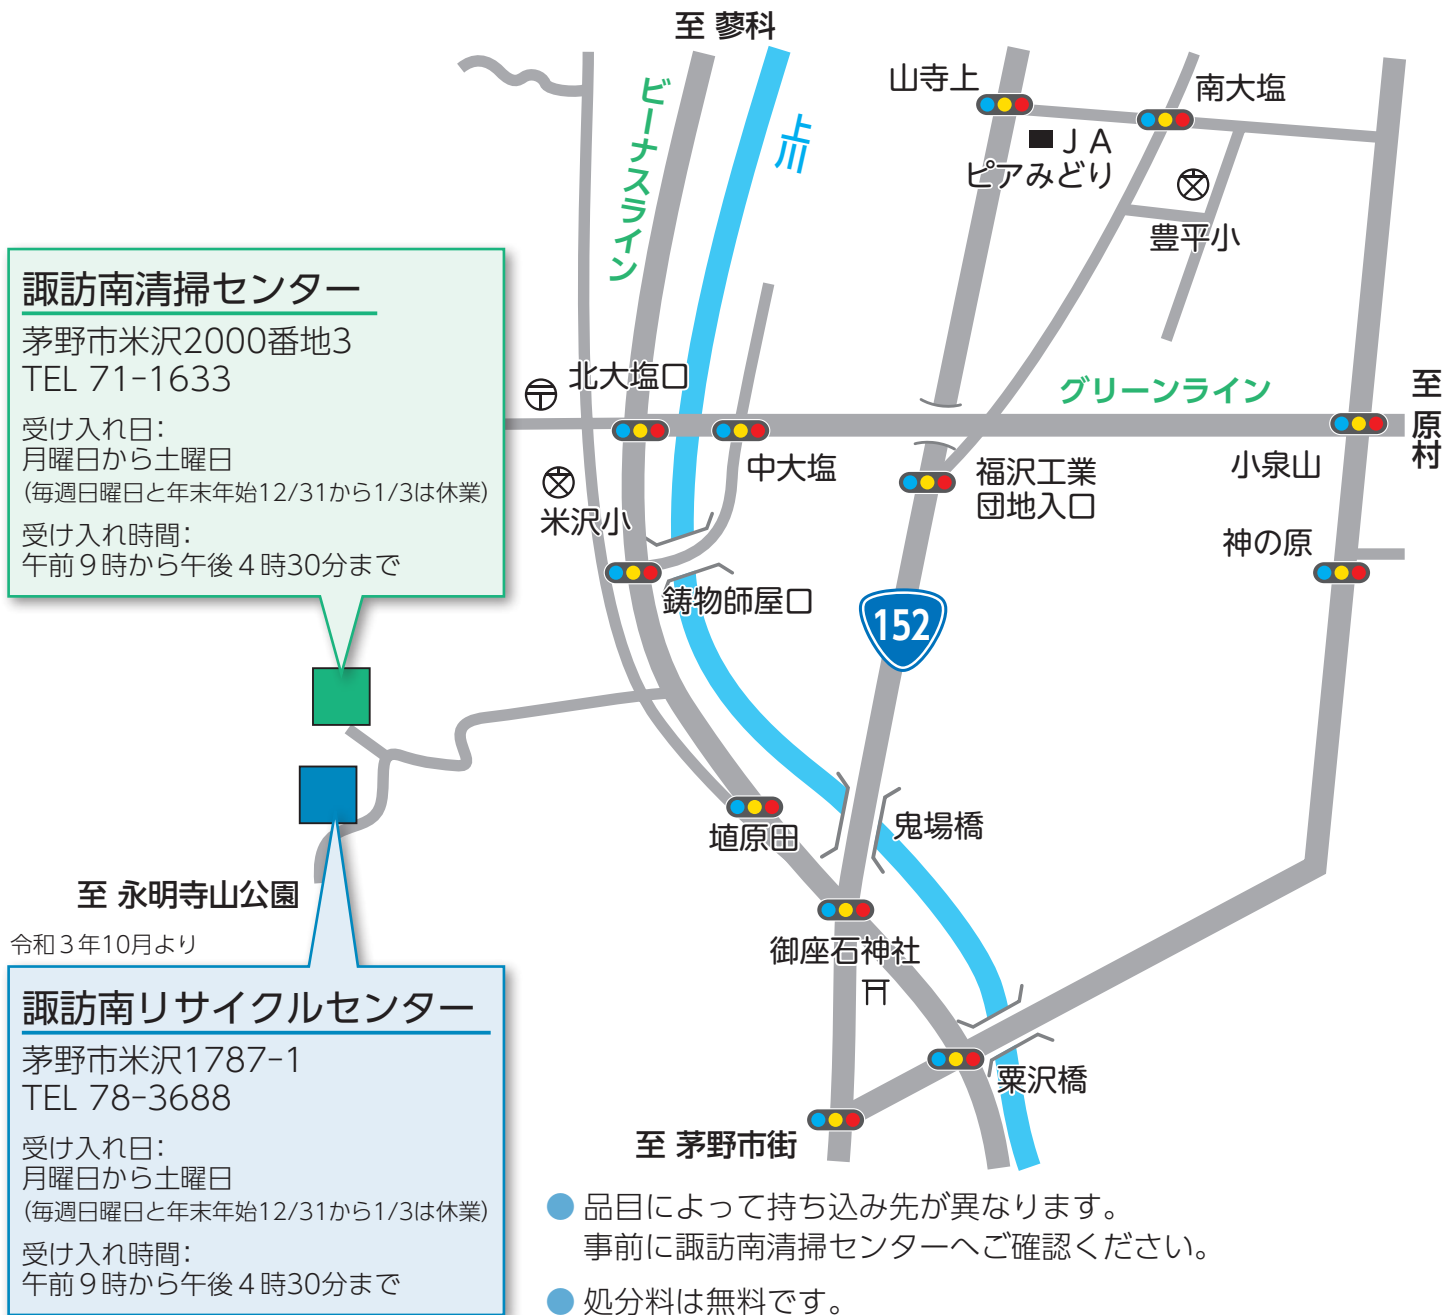 至 蓼科
ビーナスライン
上川
山寺上
南大塩
ＪＡ
ピアみどり
豊平小
諏訪南清掃センター
茅野市米沢2000番地3
TEL 71-1633
受け入れ日：
月曜日から土曜日
(毎週日曜日と年末年始12/31から1/3は休業)
受け入れ時間：
午前９時から午後４時30分まで
北大塩口
グリーンライン
至 原村
中大塩
福沢工業
団地入口
小泉山
米沢小
神の原
鋳物師屋口
152
埴原田
鬼場橋
至 永明寺山公園
御座石神社
粟沢橋
至 茅野市街
令和３年10月より
諏訪南リサイクルセンター
茅野市米沢1787-1
TEL 78-3688
受け入れ日：
月曜日から土曜日
(毎週日曜日と年末年始12/31から1/3は休業)
受け入れ時間：
午前９時から午後４時30分まで
● 品目によって持ち込み先が異なります。
事前に諏訪南清掃センターへご確認ください。
● 処分料は無料です。